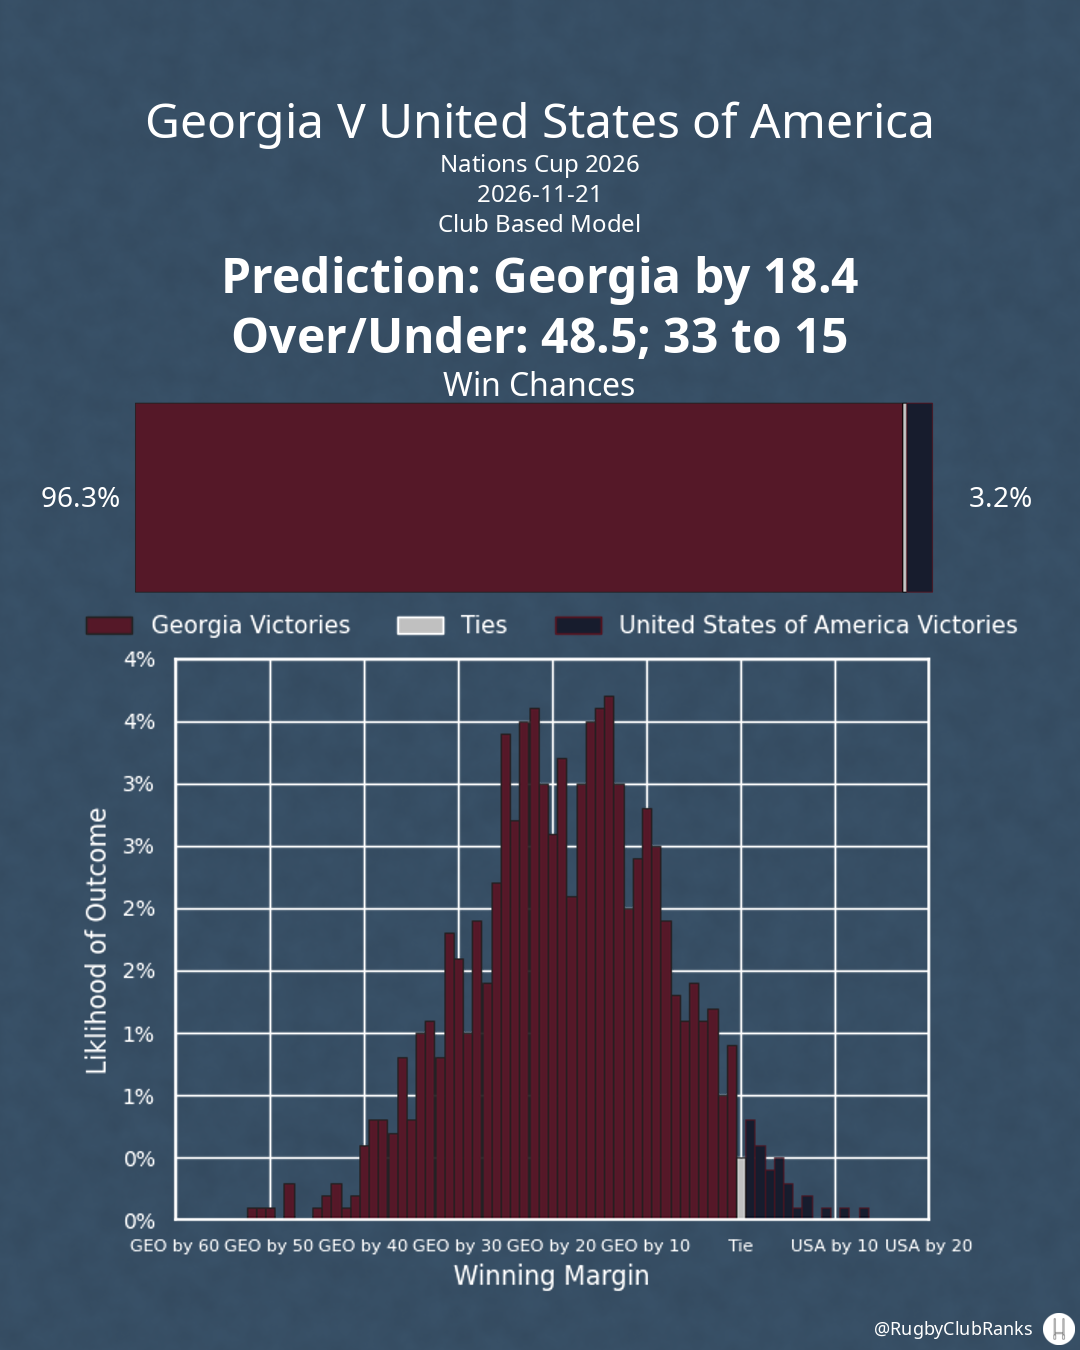 Georgia V United States of America
Nations Cup 2026
2026-11-21
Club Based Model
Prediction: Georgia by 18.4
Over/Under: 48.5; 33 to 15
Win Chances
96.3%
3.2%
Georgia Victories
Ties
United States of America Victories
4%
4%
3%
3%
2%
2%
1%
1%
0%
0%
Liklihood of Outcome
GEO by 60 GEO by 50 GEO by 40 GEO by 30 GEO by 20 GEO by 10 Tie USA by 10 USA by 20
Winning Margin
@RugbyClubRanks